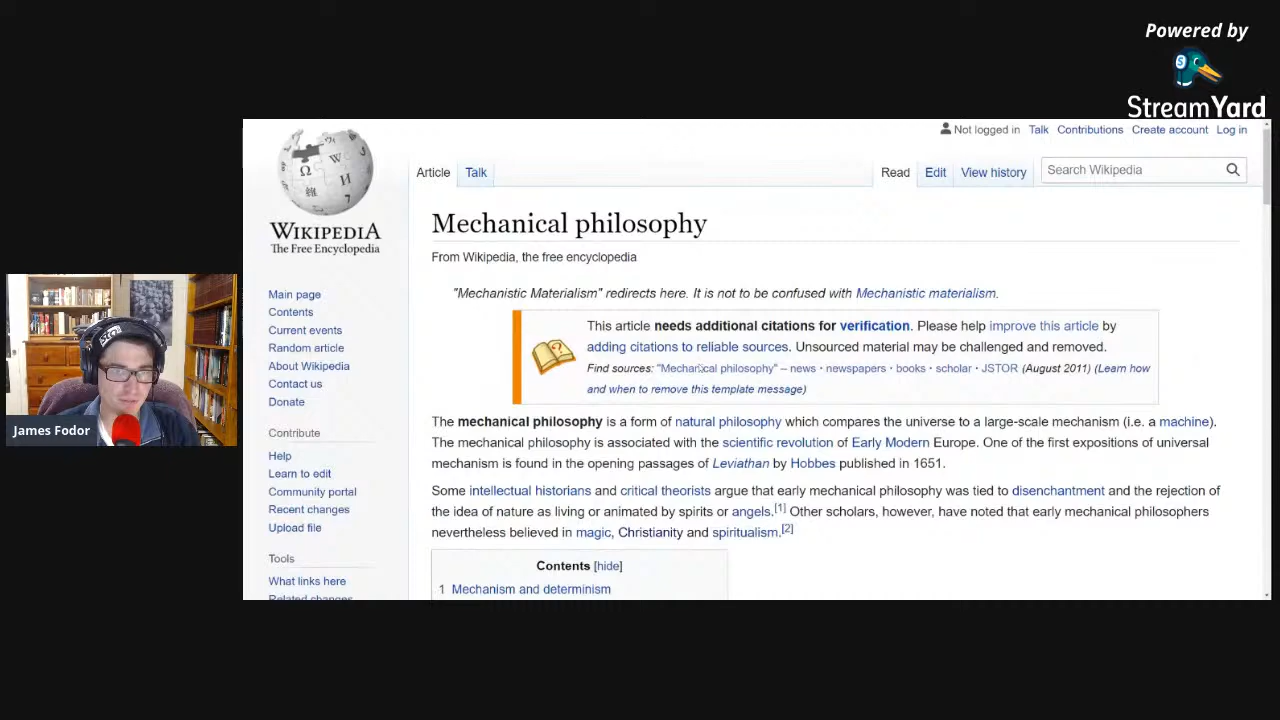 Powered by
StreamYard
Not logged in Talk Contributions Create account Log in
Article Talk Read Edit View history Search Wikipedia
WIKIPEDIA
The Free Encyclopedia
Main page
Contents
Current events
Random article
About Wikipedia
Contact us
Donate
Contribute
Help
Learn to edit
Community portal
Recent changes
Upload file
Tools
What links here
Related changes
Mechanical philosophy
From Wikipedia, the free encyclopedia
"Mechanistic Materialism" redirects here. It is not to be confused with Mechanistic materialism.
This article needs additional citations for verification. Please help improve this article by
adding citations to reliable sources. Unsourced material may be challenged and removed.
Find sources: "Mechanical philosophy" – news · newspapers · books · scholar · JSTOR (August 2011) (Learn how
and when to remove this template message)
The mechanical philosophy is a form of natural philosophy which compares the universe to a large-scale mechanism (i.e. a machine).
The mechanical philosophy is associated with the scientific revolution of Early Modern Europe. One of the first expositions of universal
mechanism is found in the opening passages of Leviathan by Hobbes published in 1651.
Some intellectual historians and critical theorists argue that early mechanical philosophy was tied to disenchantment and the rejection of
the idea of nature as living or animated by spirits or angels.[1] Other scholars, however, have noted that early mechanical philosophers
nevertheless believed in magic, Christianity and spiritualism.[2]
Contents [hide]
1 Mechanism and determinism
James Fodor